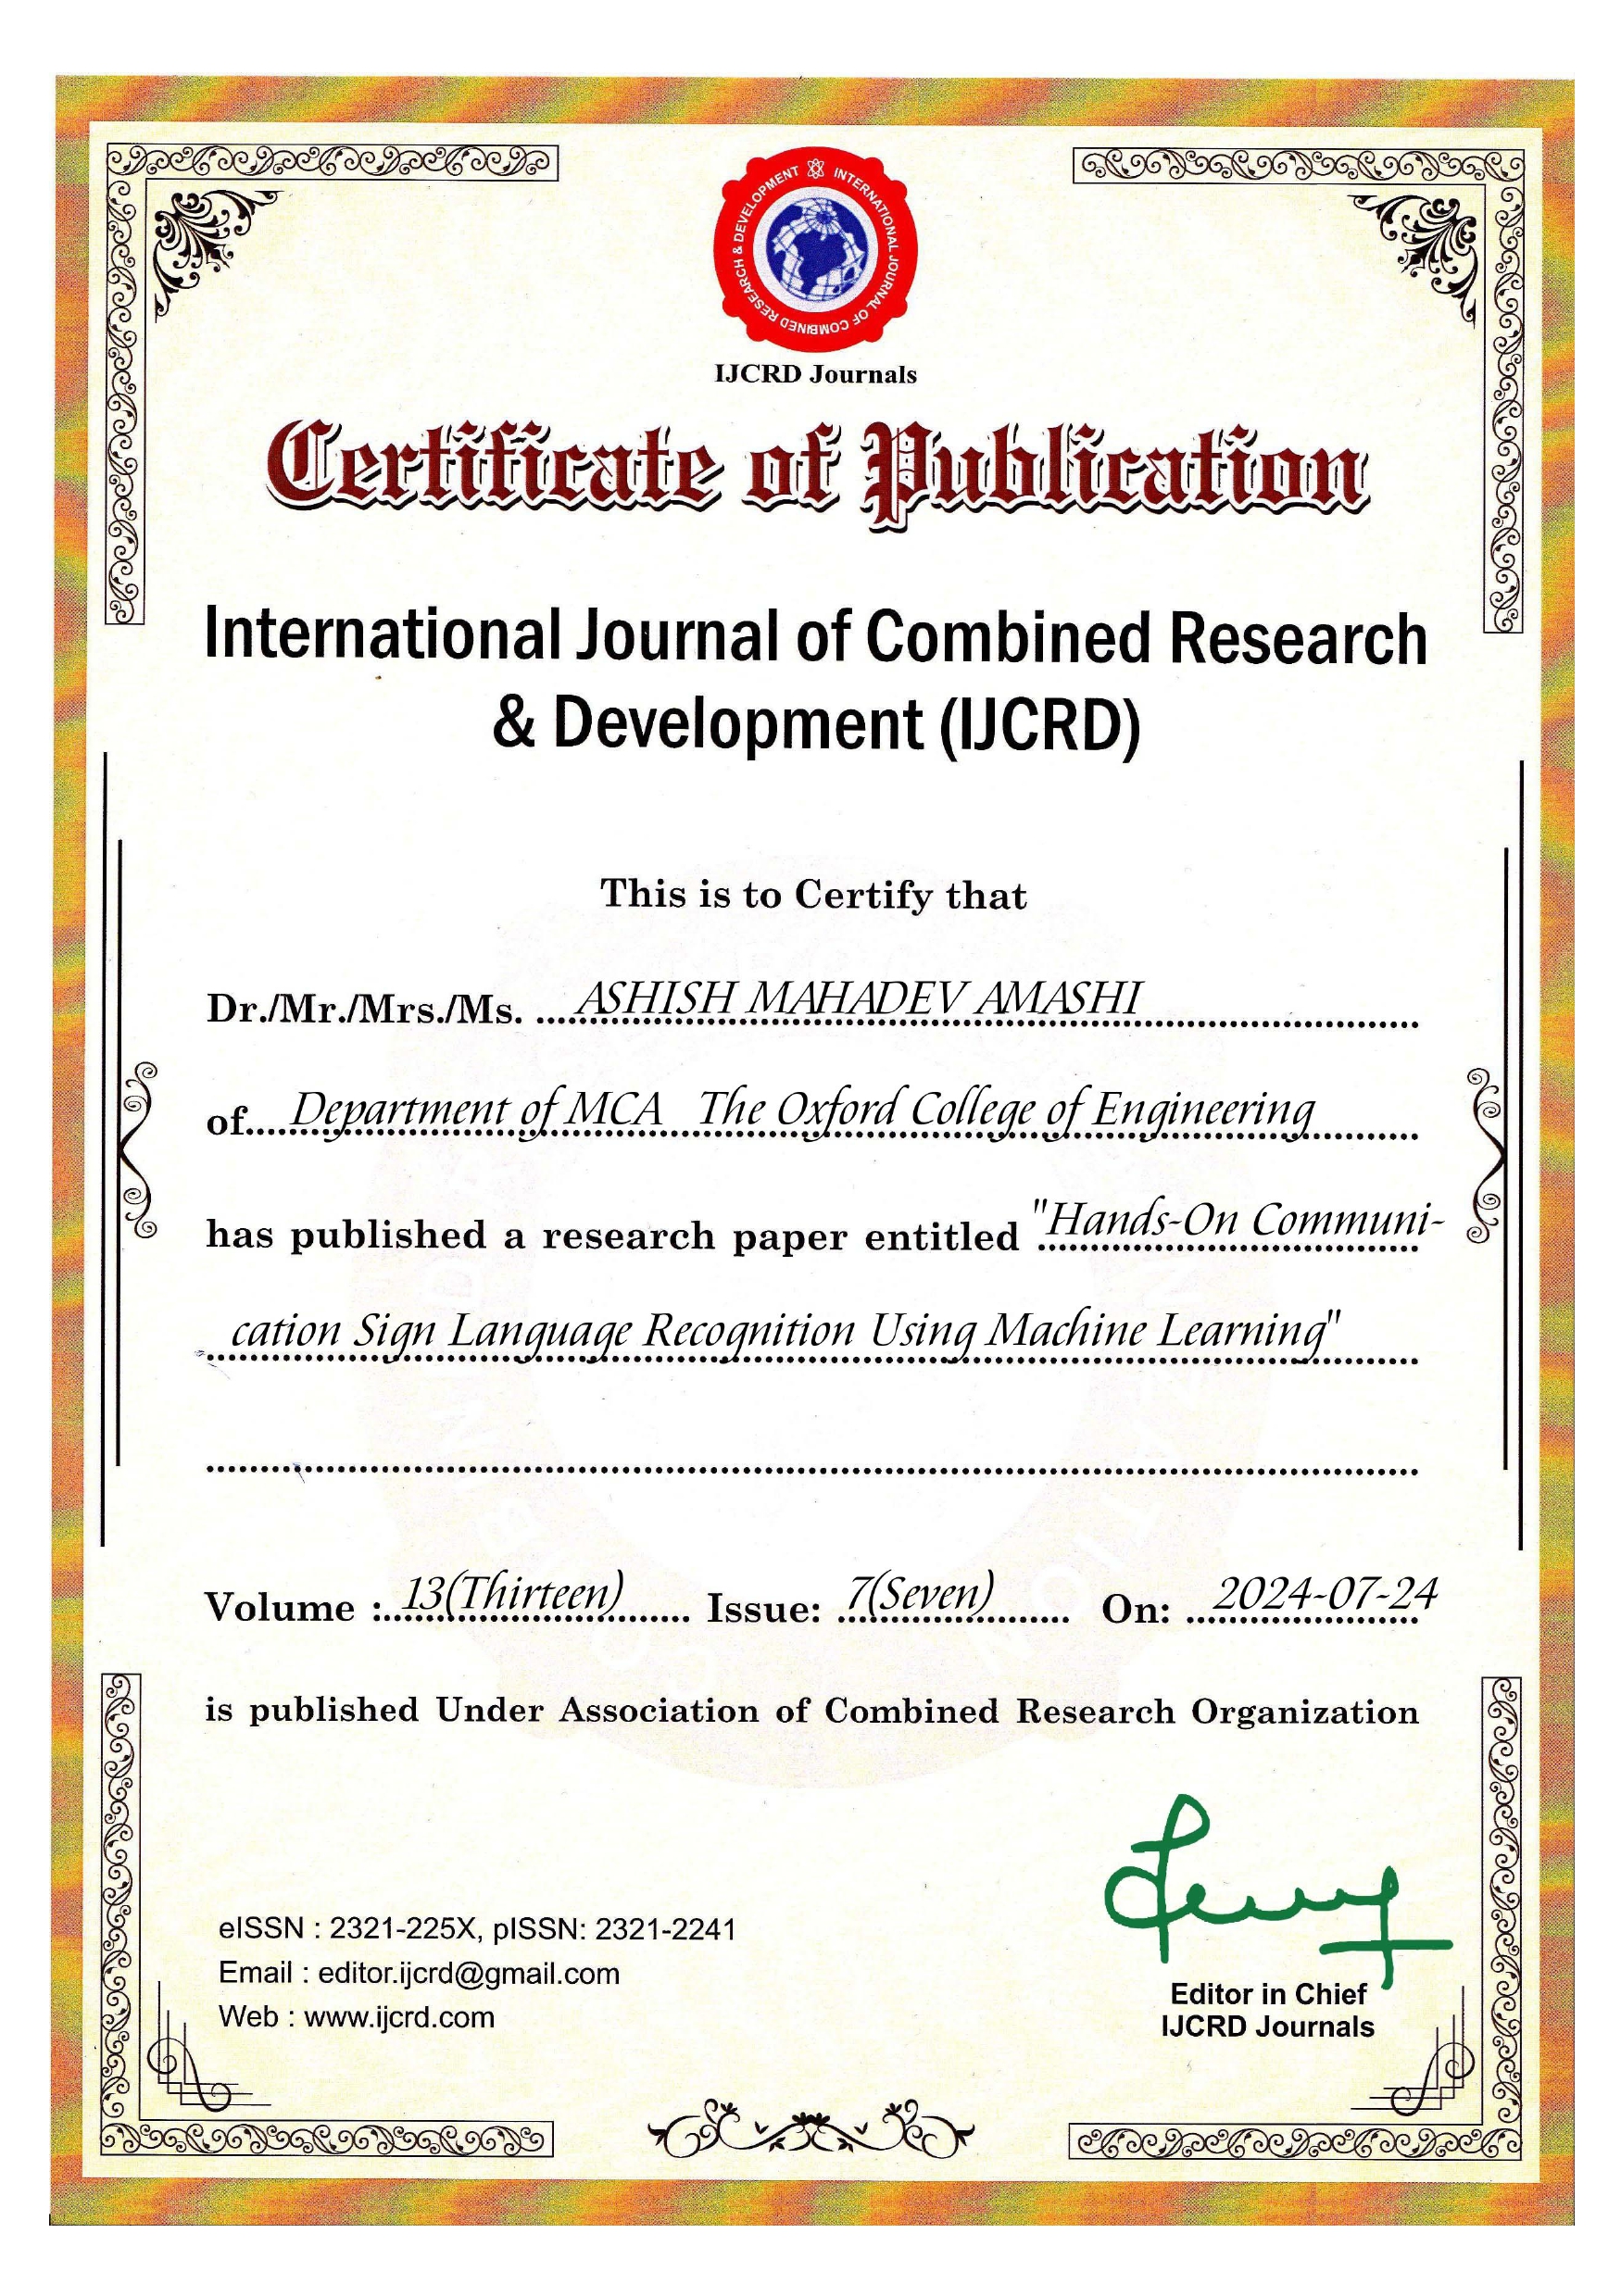 INTERNATIONAL JOURNAL OF COMBINED RESEARCH & DEVELOPMENT
IJCRD Journals
Certificate of Publication
International Journal of Combined Research
& Development (IJCRD)
This is to Certify that
Dr./Mr./Mrs./Ms. ....ASHISH MAHADEV AMASHI
of....Department of MCA The Oxford College of Engineering
has published a research paper entitled "Hands-On Communi-
cation Sign Language Recognition Using Machine Learning"
Volume :..13(Thirteen) Issue: 7(Seven) On: 2024-07-24
is published Under Association of Combined Research Organization
eISSN : 2321-225X, pISSN: 2321-2241
Email : editor.ijcrd@gmail.com
Web : www.ijcrd.com
Editor in Chief
IJCRD Journals